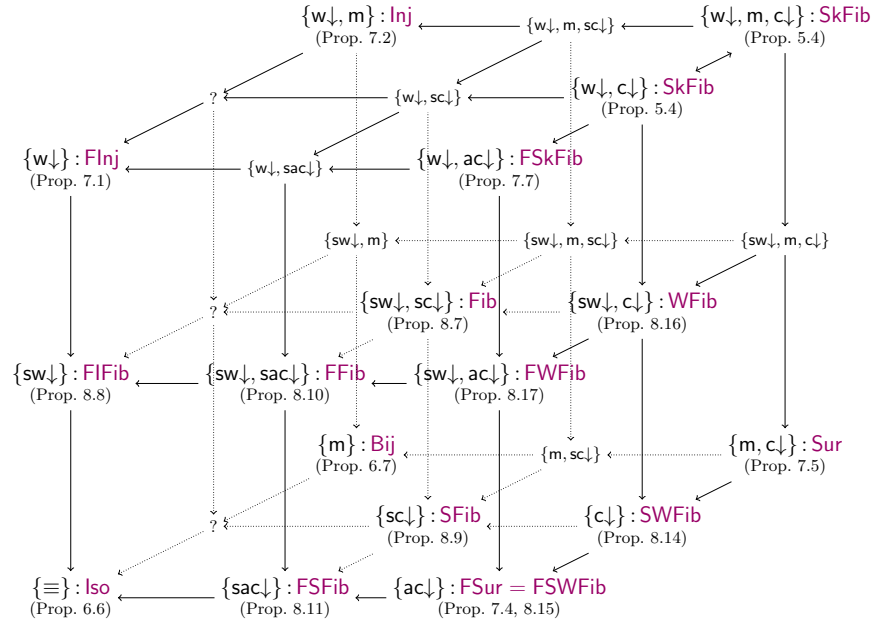 {w↓, m} : Inj
(Prop. 7.2)
{w↓, m, sc↓}
{w↓, m, c↓} : SkFib
(Prop. 5.4)
?
{w↓, sc↓}
{w↓, c↓} : SkFib
(Prop. 5.4)
{w↓} : FInj
(Prop. 7.1)
{w↓, sac↓}
{w↓, ac↓} : FSkFib
(Prop. 7.7)
{sw↓, m}
{sw↓, m, sc↓}
{sw↓, m, c↓}
?
{sw↓, sc↓} : Fib
(Prop. 8.7)
{sw↓, c↓} : WFib
(Prop. 8.16)
{sw↓} : FIFib
(Prop. 8.8)
{sw↓, sac↓} : FFib
(Prop. 8.10)
{sw↓, ac↓} : FWFib
(Prop. 8.17)
{m} : Bij
(Prop. 6.7)
{m, sc↓}
{m, c↓} : Sur
(Prop. 7.5)
?
{sc↓} : SFib
(Prop. 8.9)
{c↓} : SWFib
(Prop. 8.14)
{≡} : Iso
(Prop. 6.6)
{sac↓} : FSFib
(Prop. 8.11)
{ac↓} : FSur = FSWFib
(Prop. 7.4, 8.15)